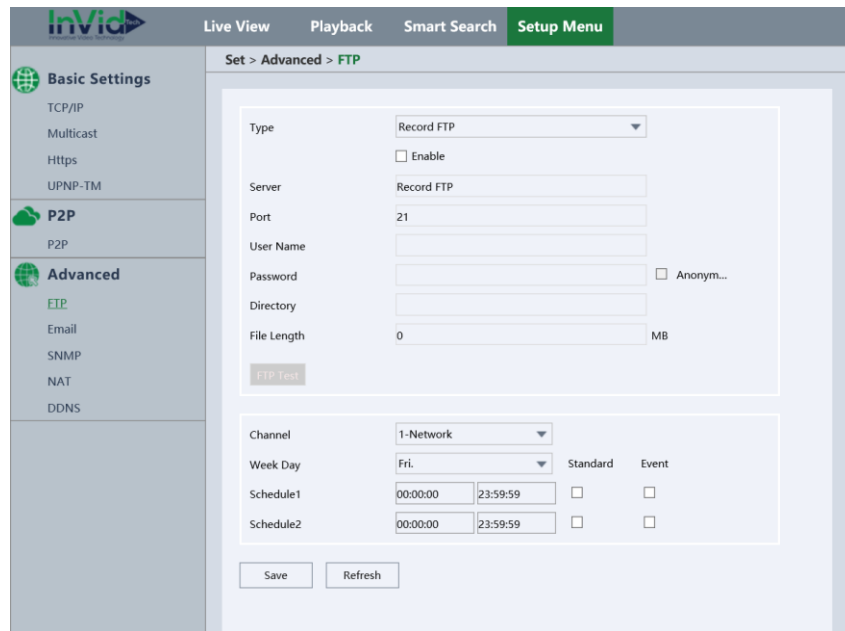 InVid Tech
Innovative Video Technology
Live View Playback Smart Search Setup Menu
Set > Advanced > FTP
Basic Settings
TCP/IP
Multicast
Https
UPNP-TM
P2P
P2P
Advanced
FTP
Email
SNMP
NAT
DDNS
Type Record FTP
Enable
Server Record FTP
Port 21
User Name
Password Anonym...
Directory
File Length 0 MB
FTP Test
Channel 1-Network
Week Day Fri. Standard Event
Schedule1 00:00:00 23:59:59
Schedule2 00:00:00 23:59:59
Save Refresh